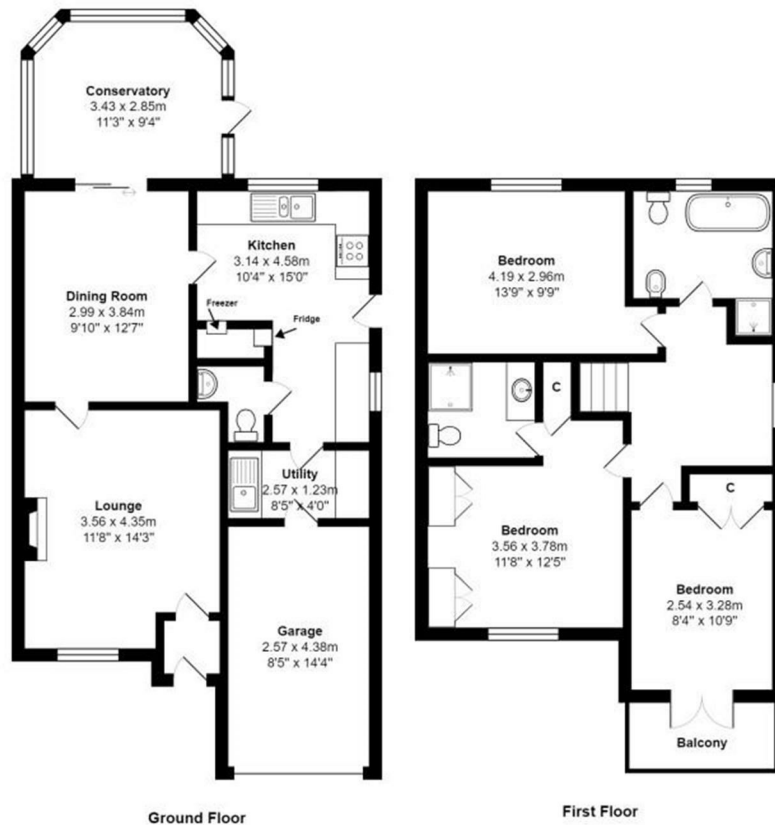 Conservatory
3.43 x 2.85m
11'3" x 9'4"
Kitchen
3.14 x 4.58m
10'4" x 15'0"
Dining Room
2.99 x 3.84m
9'10" x 12'7"
Freezer
Fridge
Utility
2.57 x 1.23m
8'5" x 4'0"
Lounge
3.56 x 4.35m
11'8" x 14'3"
Garage
2.57 x 4.38m
8'5" x 14'4"
Ground Floor
Bedroom
4.19 x 2.96m
13'9" x 9'9"
C
C
Bedroom
3.56 x 3.78m
11'8" x 12'5"
Bedroom
2.54 x 3.28m
8'4" x 10'9"
Balcony
First Floor